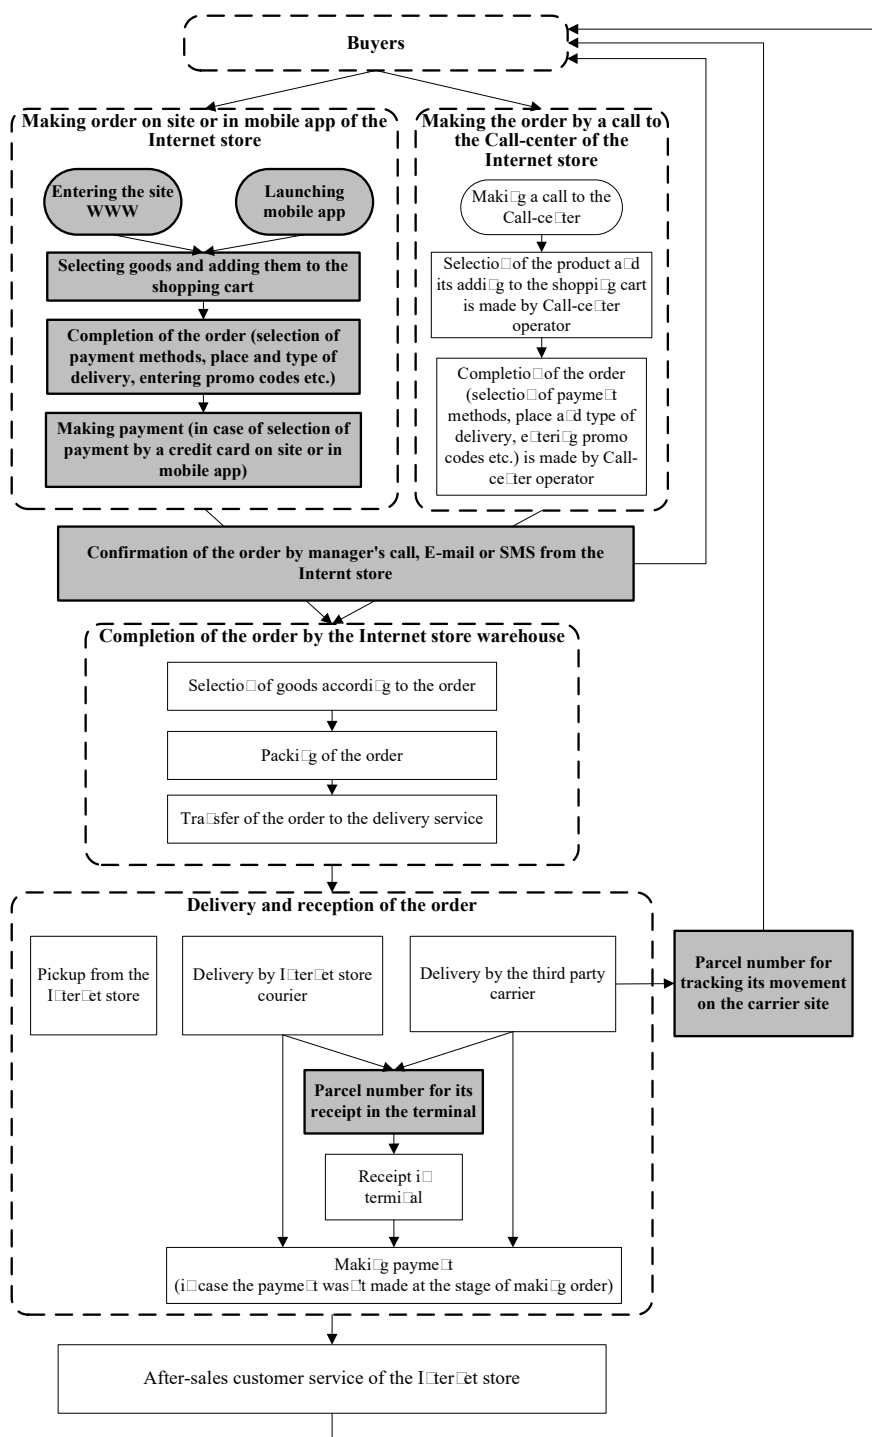 Buyers
Making order on site or in mobile app of the
Internet store
Entering the site
WWW
Launching
mobile app
Selecting goods and adding them to the
shopping cart
Completion of the order (selection of
payment methods, place and type of
delivery, entering promo codes etc.)
Making payment (in case of selection of
payment by a credit card on site or in
mobile app)
Making the order by a call to
the Call-center of the
Internet store
Maki□g a call to the
Call-ce□ter
Selectio□ of the product a□d
its addi□g to the shoppi□g cart
is made by Call-ce□ter
operator
Completio□ of the order
(selectio□ of payme□t
methods, place a□d type of
delivery, e□teri□g promo
codes etc.) is made by Call-
ce□ter operator
Confirmation of the order by manager's call, E-mail or SMS from the
Internt store
Completion of the order by the Internet store warehouse
Selectio□ of goods accordi□g to the order
Packi□g of the order
Tra□sfer of the order to the delivery service
Delivery and reception of the order
Pickup from the
I□ter□et store
Delivery by I□ter□et store
courier
Delivery by the third party
carrier
Parcel number for
tracking its movement
on the carrier site
Parcel number for its
receipt in the terminal
Receipt i□
termi□al
Maki□g payme□t
(i□ case the payme□t was□'t made at the stage of maki□g order)
After-sales customer service of the I□ter□et store